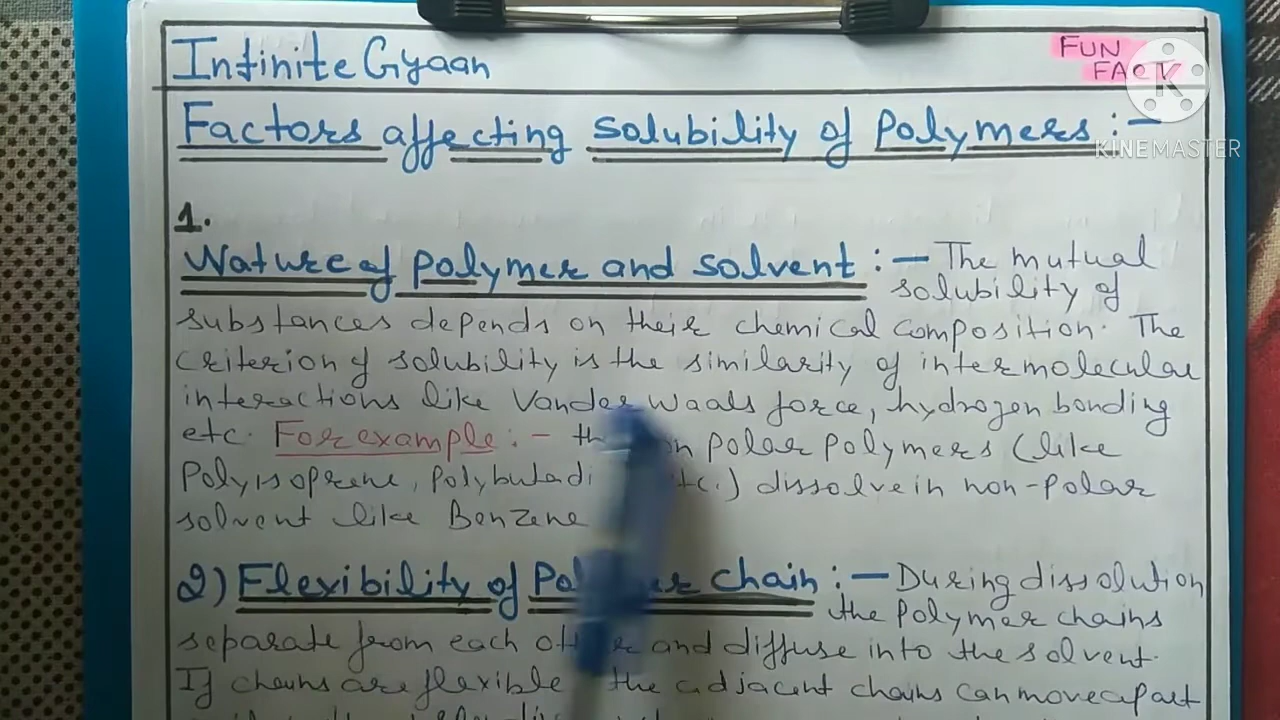 Infinite Gyaan
FUN
FACT
KINEMASTER
Factors affecting solubility of Polymers :-
1.
Nature of polymer and solvent :- The mutual
solubility of
substances depends on their chemical composition. The
criterion of solubility is the similarity of intermolecular
interactions like Vander Waals force, hydrogen bonding
etc. For example :- polar polymers (like
Polyisoprene, etc.) dissolve in non-polar
solvent like Benzene
2) Flexibility of Polymer chain :- During dissolution
the polymer chains
separate from each other and diffuse into the solvent.
If chains are flexible the adjacent chains can move apart